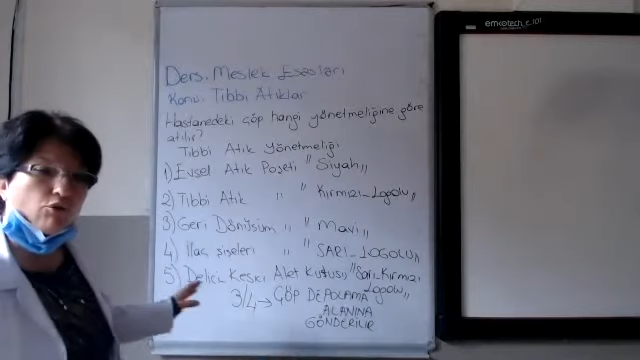 emkotech_e.101
Ders. Meslek Esasları
Konu. Tıbbi Atıklar
Hastanedeki çöp hangi yönetmeliğine göre
atılır?
Tıbbi Atık Yönetmeliği
1) Evsel Atık Poşeti " Siyah "
2) Tıbbi Atık " " Kırmızı - Logolu "
3) Geri Dönüşüm " " Mavi "
4) İlaç şişeleri " " SARI - LOGOLU "
5) Delici Kesici Alet Kutusu " Sarı - Kırmızı
Logolu "
3/4 → ÇÖP DEPOLAMA
ALANINA
GÖNDERİLİR